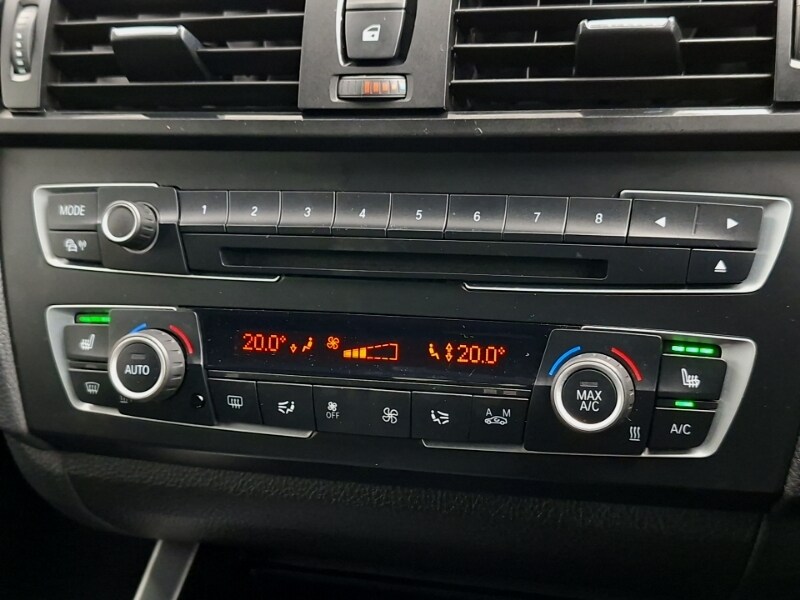 MODE 1 2 3 4 5 6 7 8
20.0° 20.0°
AUTO MAX
A/C
OFF A M A/C